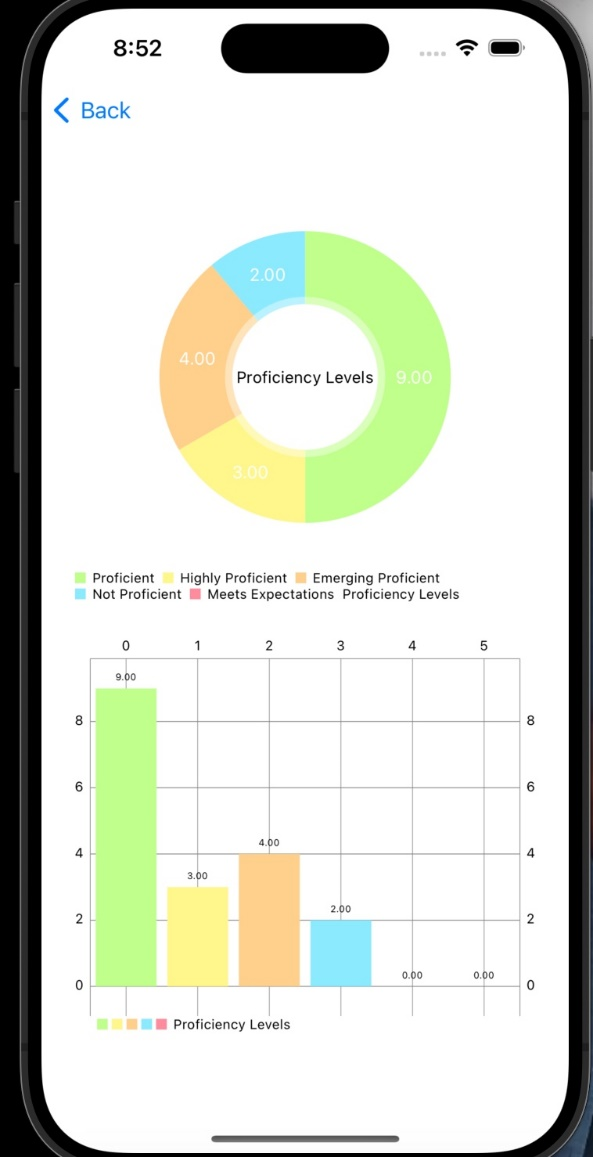 8:52
Back
2.00
4.00
Proficiency Levels
9.00
3.00
Proficient Highly Proficient Emerging Proficient
Not Proficient Meets Expectations Proficiency Levels
0 1 2 3 4 5
9.00
8 8
6 6
4.00
4 4
3.00
2.00
2 2
0.00 0.00
0 0
Proficiency Levels